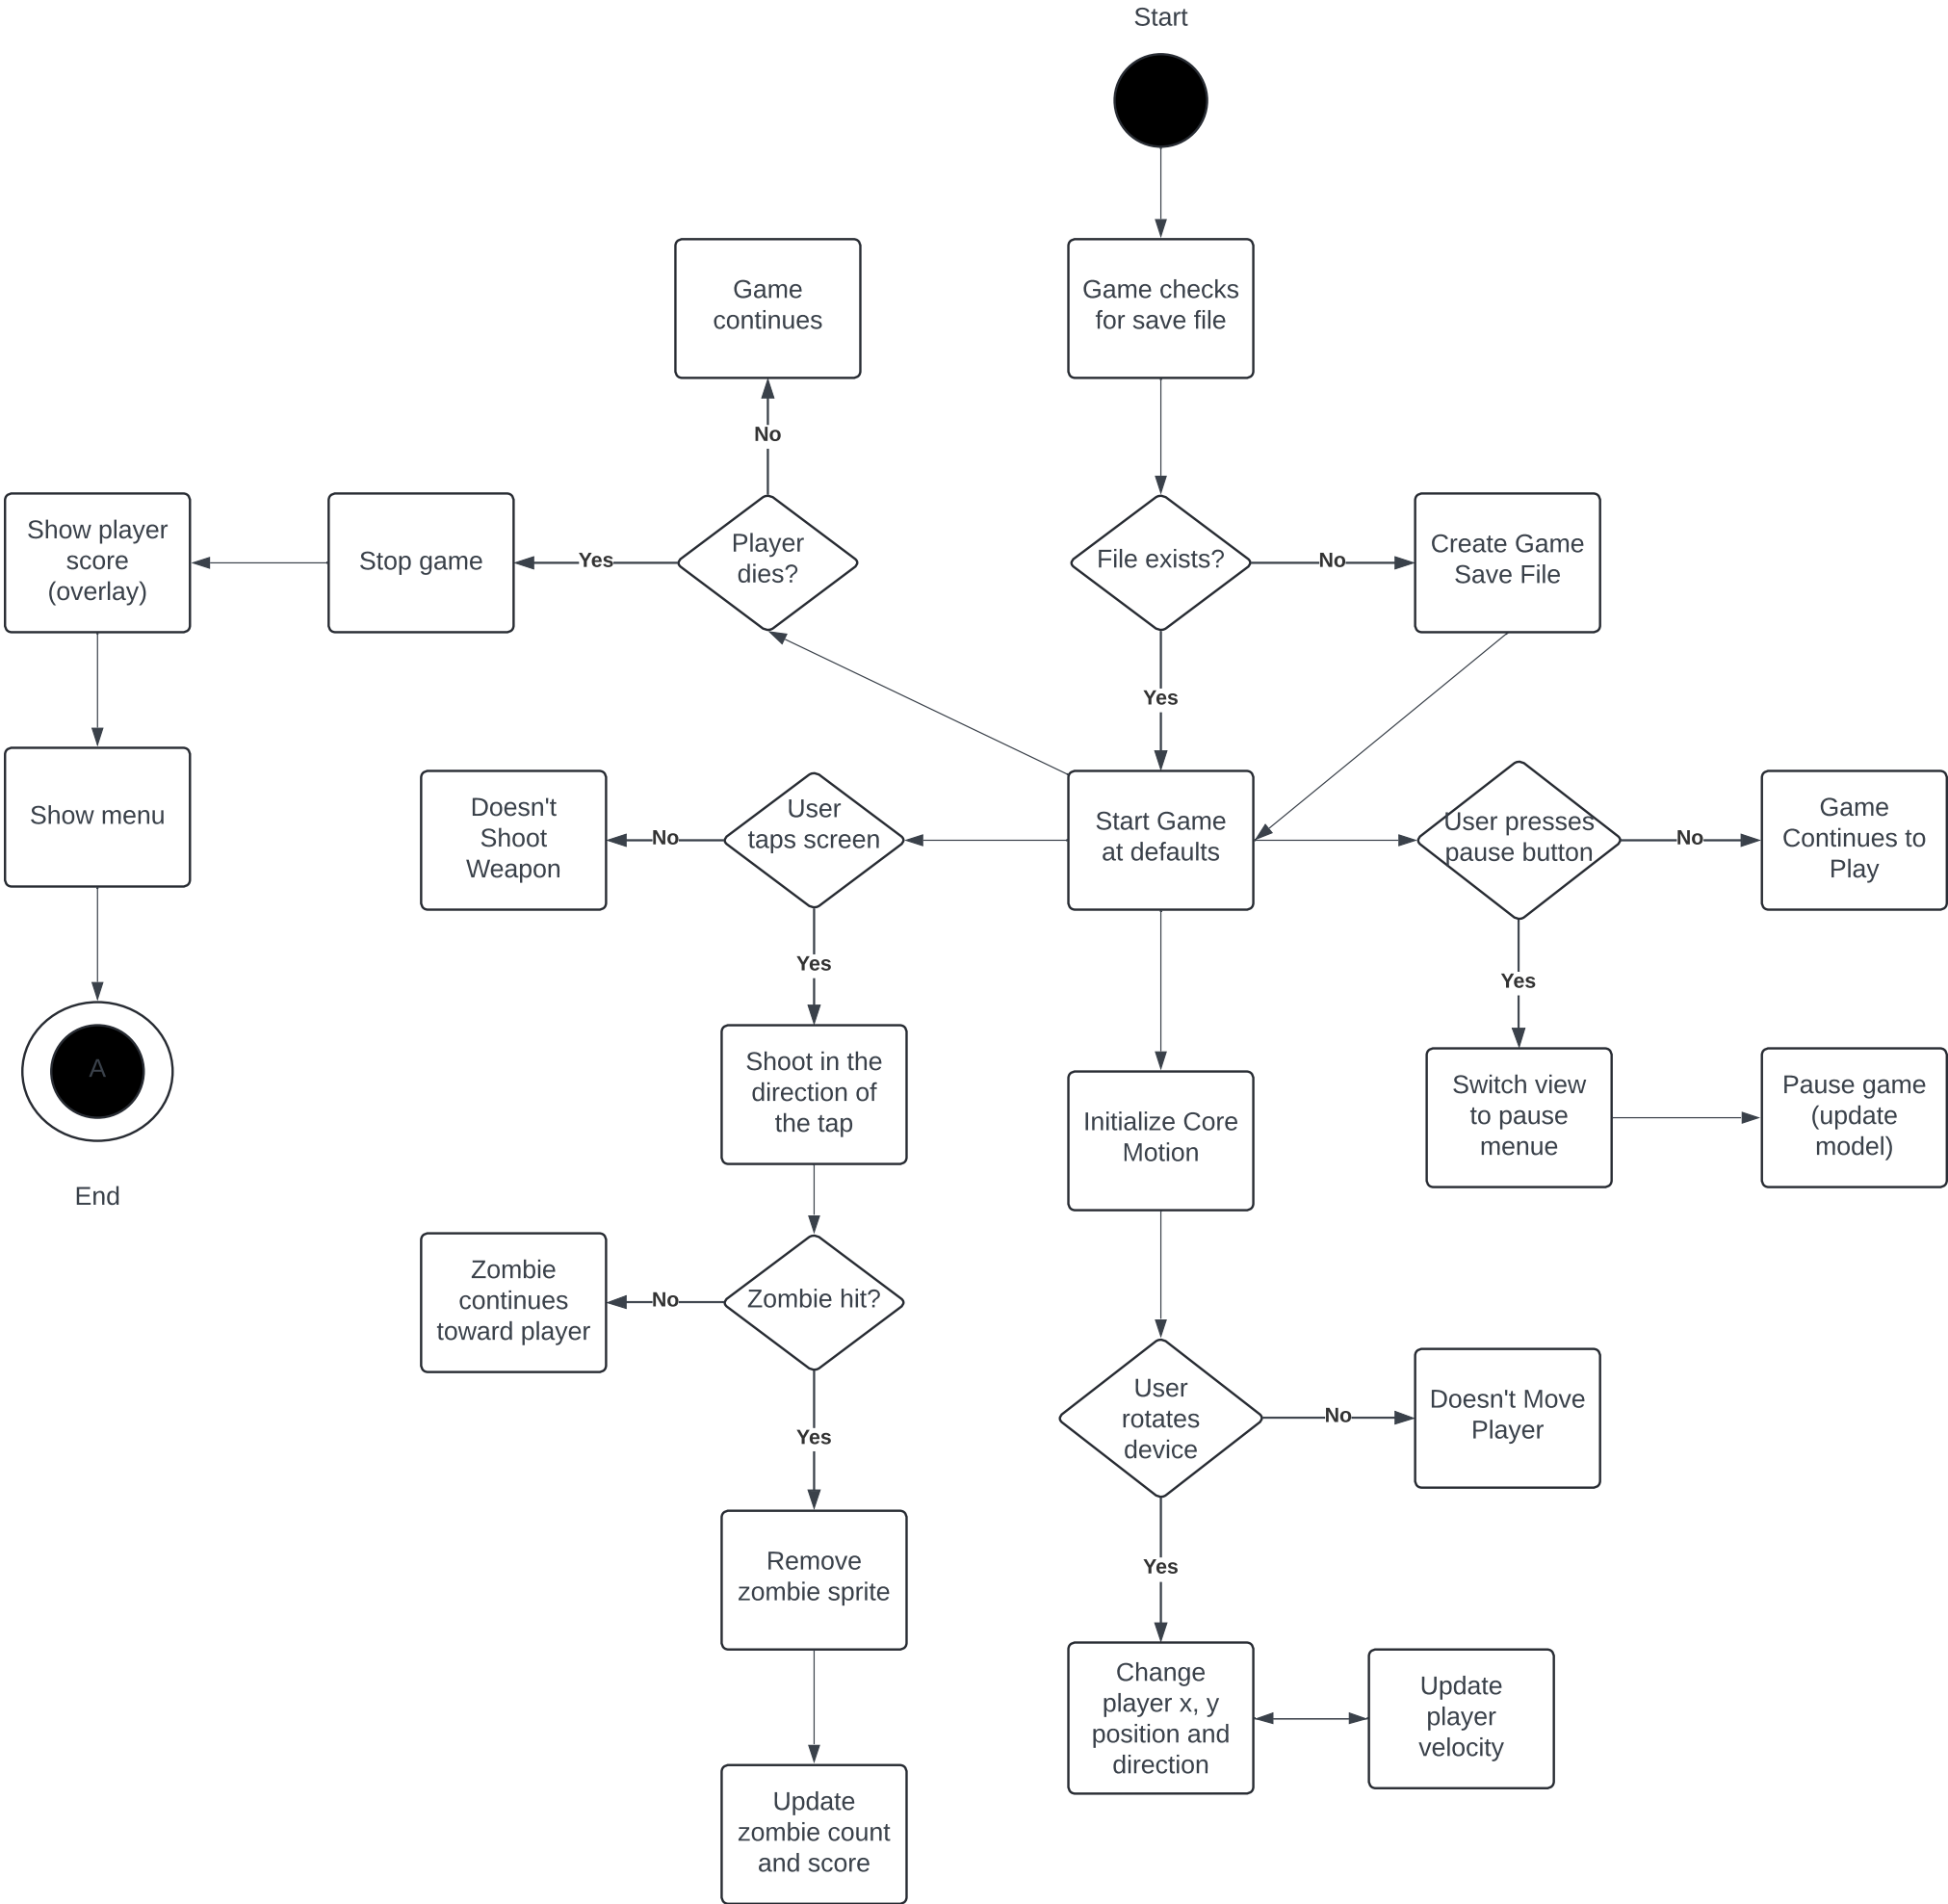 Start
Game
continues
Game checks
for save file
No
Show player
score
(overlay)
Stop game
Yes
Player
dies?
File exists?
No
Create Game
Save File
Yes
Show menu
Doesn't
Shoot
Weapon
No
User
taps screen
Start Game
at defaults
User presses
pause button
No
Game
Continues to
Play
Yes
Yes
A
End
Shoot in the
direction of
the tap
Initialize Core
Motion
Switch view
to pause
menue
Pause game
(update
model)
Zombie
continues
toward player
No
Zombie hit?
User
rotates
device
No
Doesn't Move
Player
Yes
Yes
Remove
zombie sprite
Change
player x, y
position and
direction
Update
player
velocity
Update
zombie count
and score